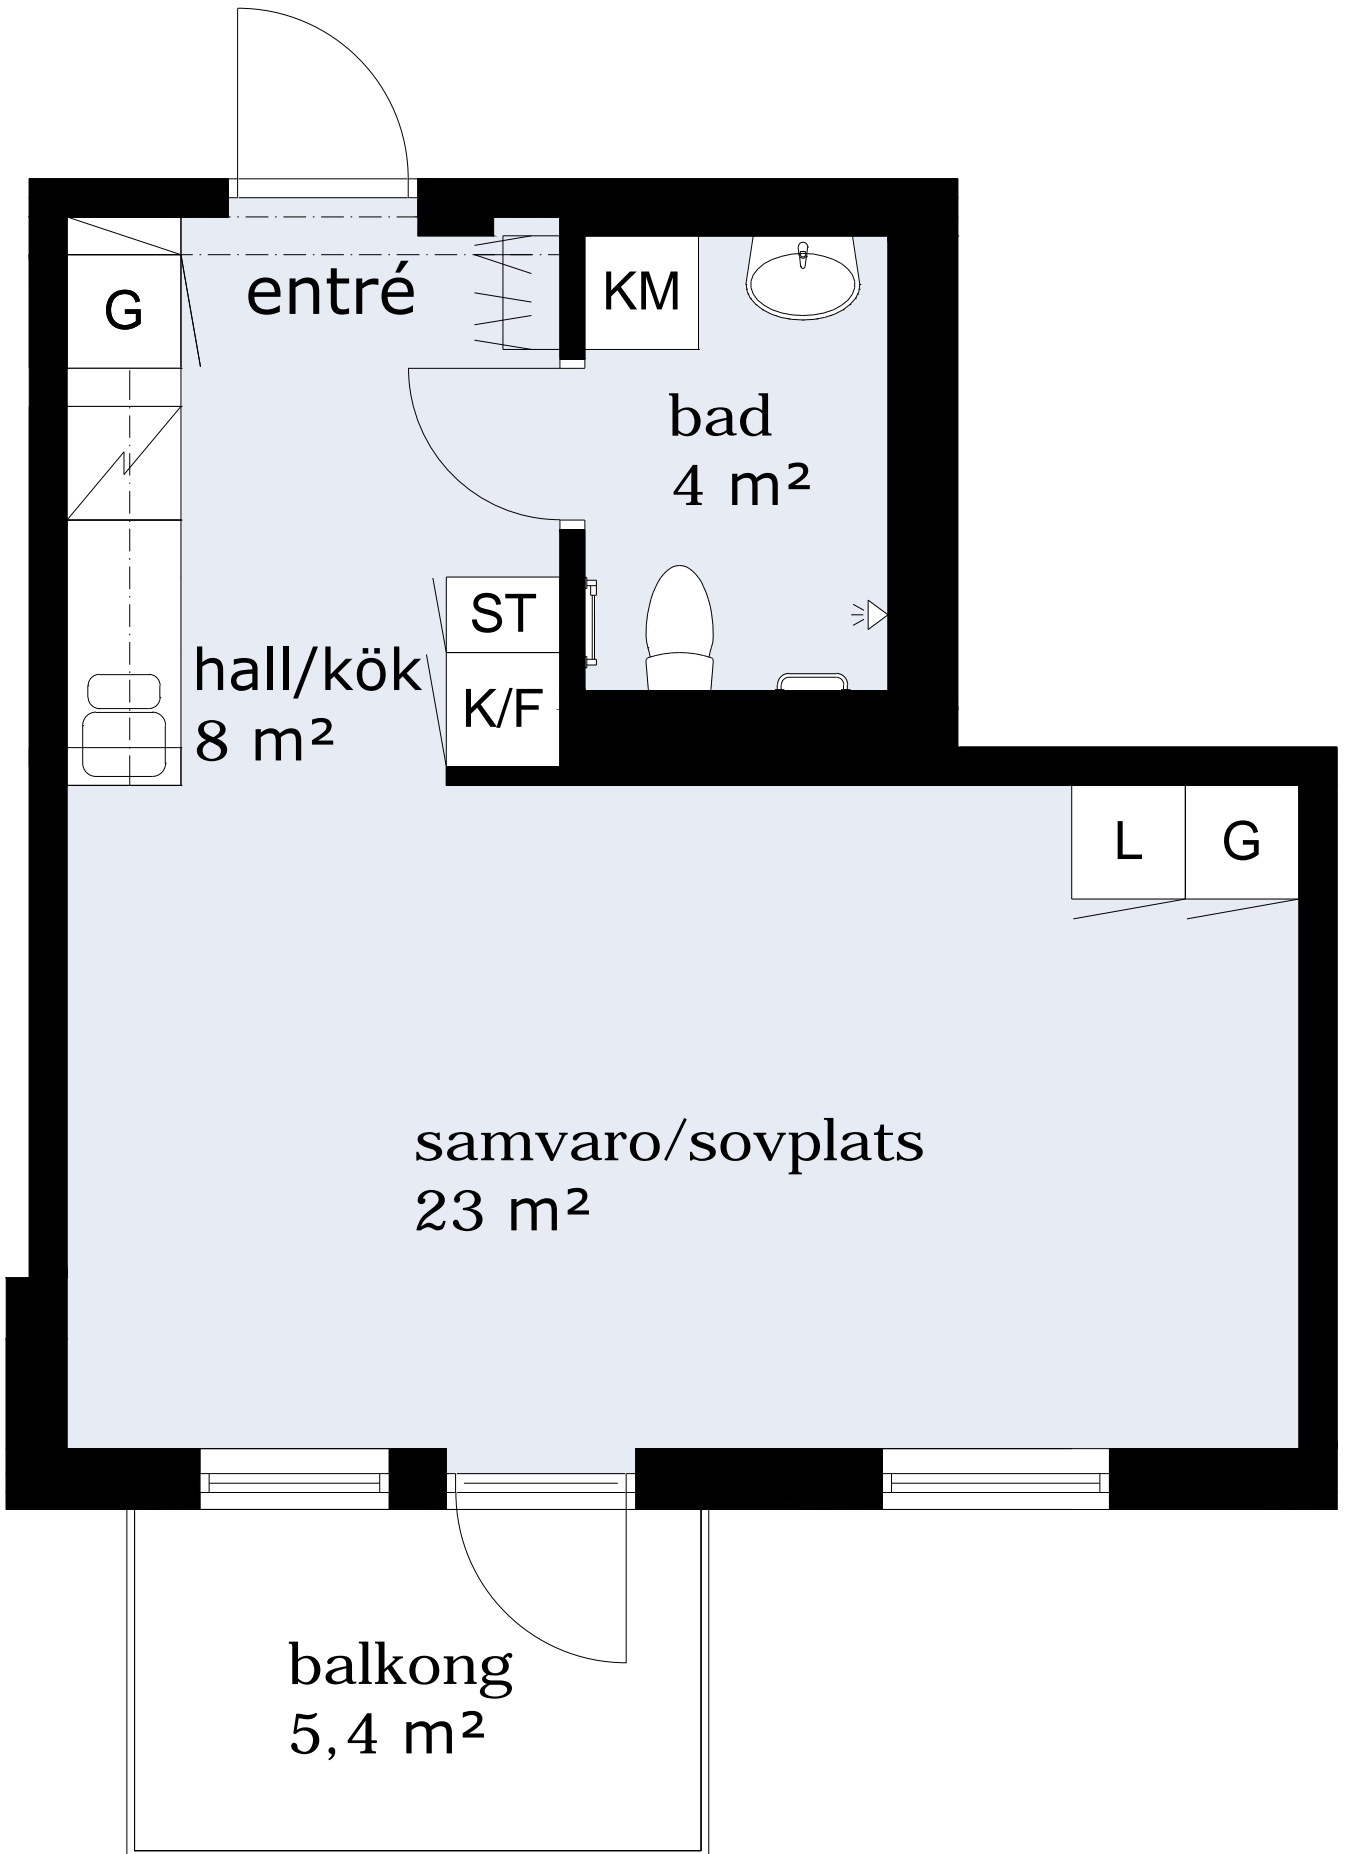 entré
G
KM
bad
4 m²
ST
hall/kök
8 m²
K/F
L
G
samvaro/sovplats
23 m²
balkong
5,4 m²